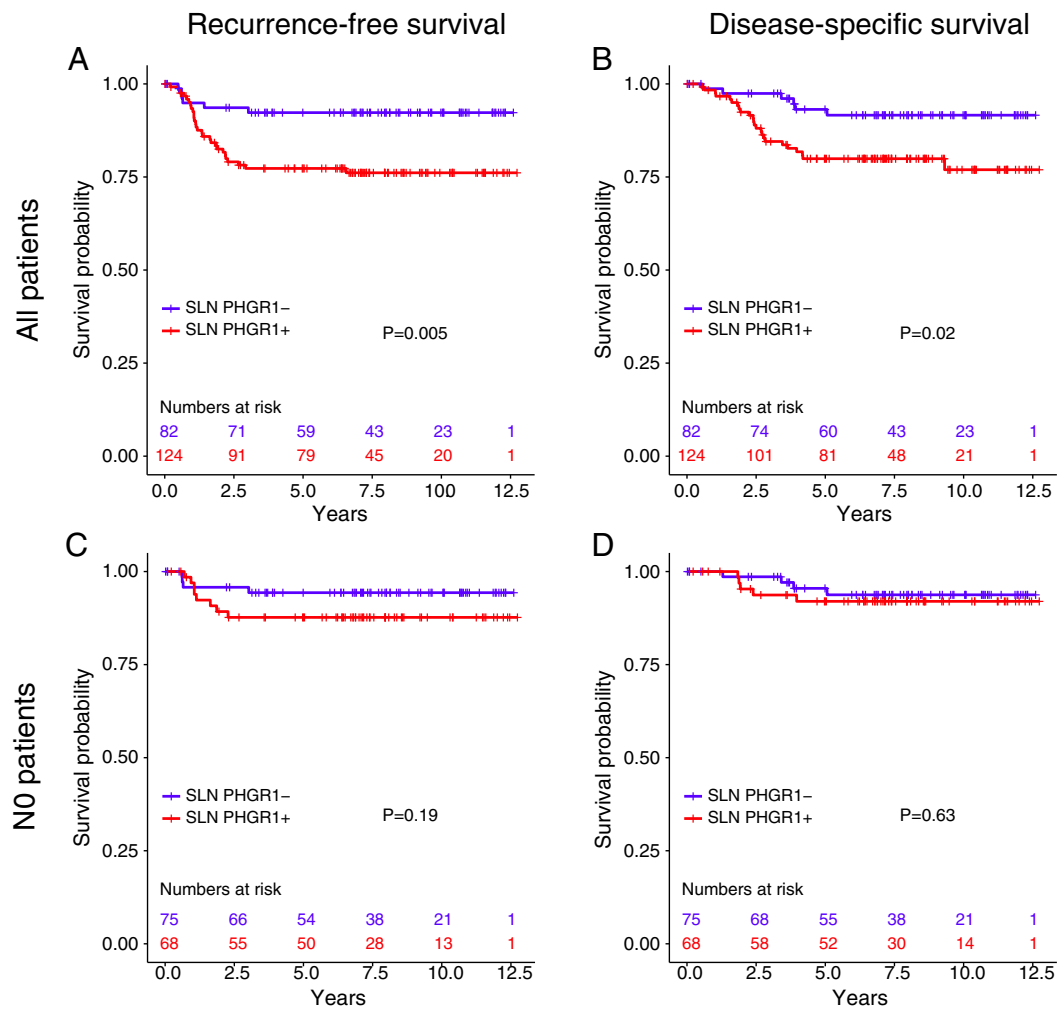 Recurrence-free survival
Disease-specific survival
All patients
N0 patients
A
Survival probability
1.00
0.75
0.50
0.25
0.00
SLN PHGR1−
SLN PHGR1+
P=0.005
Numbers at risk
82 71 59 43 23 1
124 91 79 45 20 1
0.0 2.5 5.0 7.5 100. 12.5
Years
B
Survival probability
1.00
0.75
0.50
0.25
0.00
SLN PHGR1−
SLN PHGR1+
P=0.02
Numbers at risk
82 74 60 43 23 1
124 101 81 48 21 1
0.0 2.5 5.0 7.5 10.0 12.5
Years
C
Survival probability
1.00
0.75
0.50
0.25
0.00
SLN PHGR1−
SLN PHGR1+
P=0.19
Numbers at risk
75 66 54 38 21 1
68 55 50 28 13 1
0.0 2.5 5.0 7.5 10.0 12.5
Years
D
Survival probability
1.00
0.75
0.50
0.25
0.00
SLN PHGR1−
SLN PHGR1+
P=0.63
Numbers at risk
75 68 55 38 21 1
68 58 52 30 14 1
0.0 2.5 5.0 7.5 10.0 12.5
Years